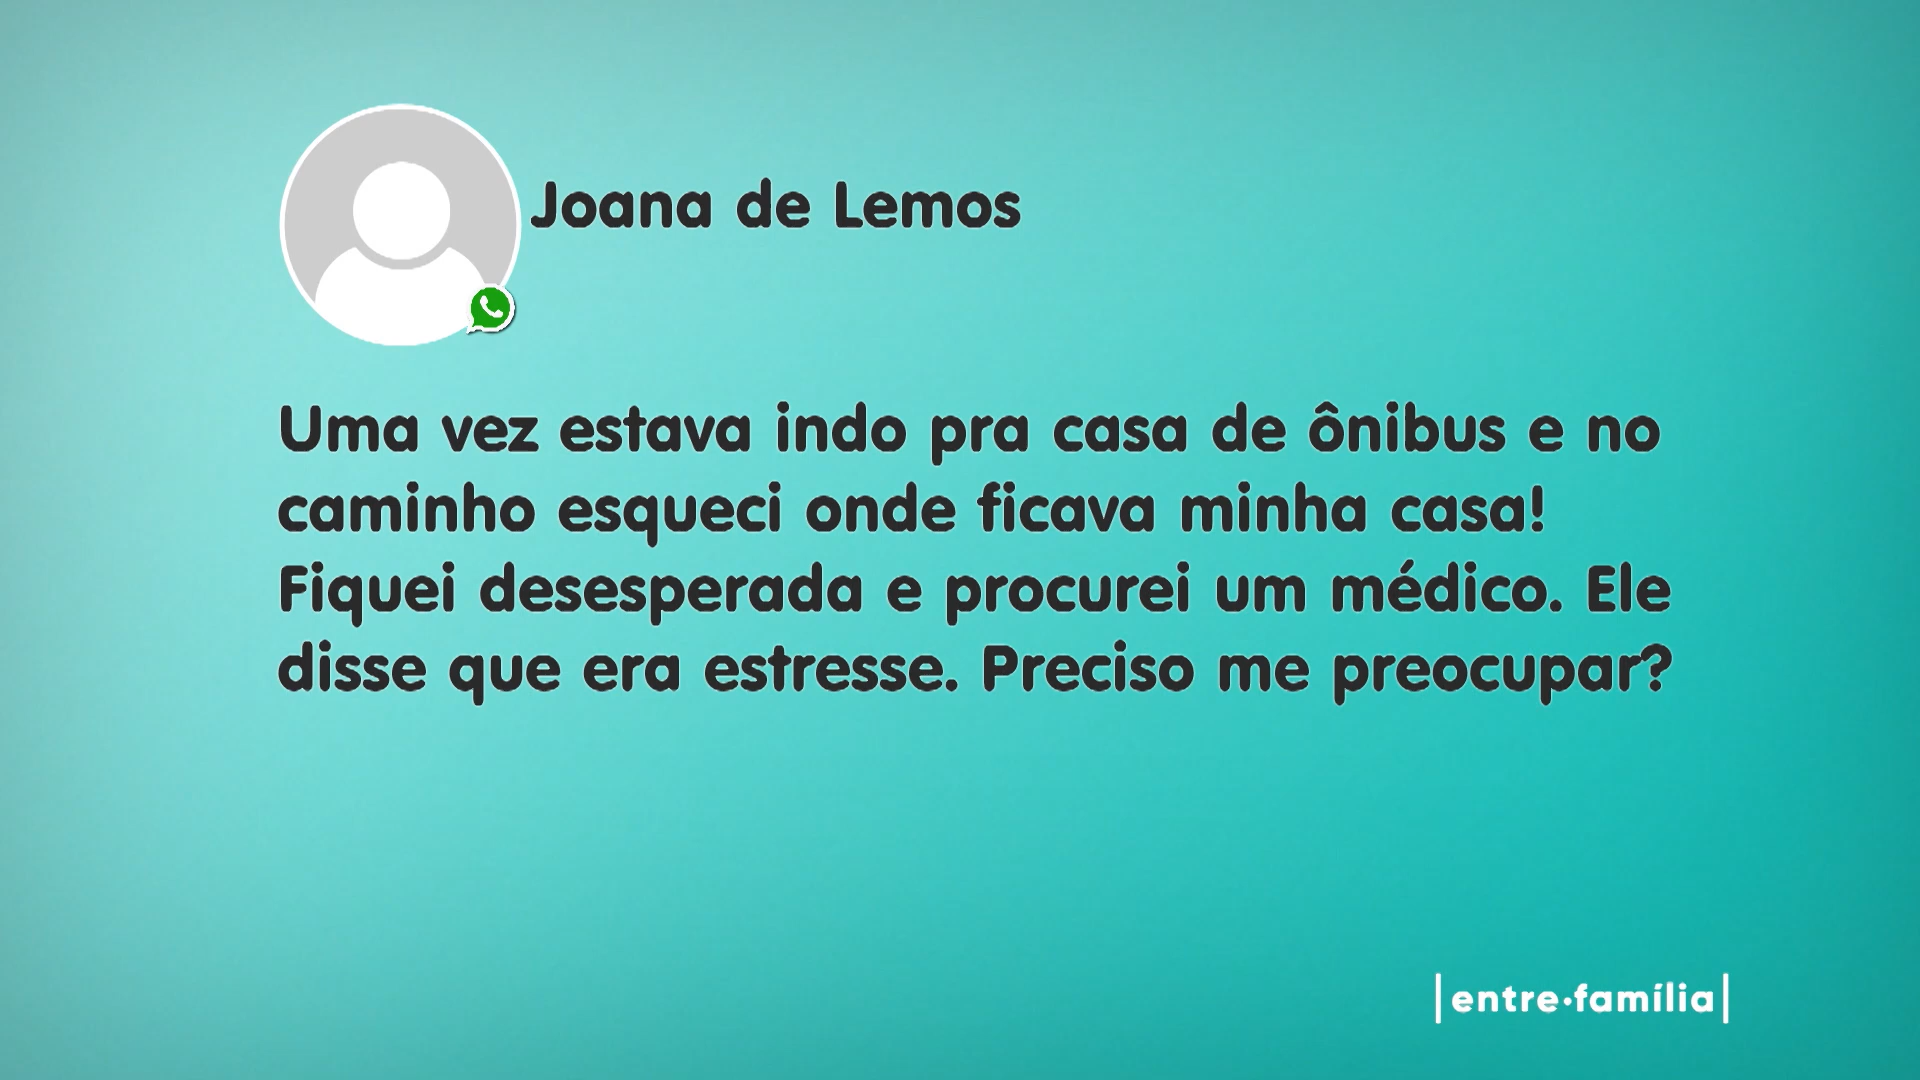 Joana de Lemos
Uma vez estava indo pra casa de ônibus e no
caminho esqueci onde ficava minha casa!
Fiquei desesperada e procurei um médico. Ele
disse que era estresse. Preciso me preocupar?
|entre•família|